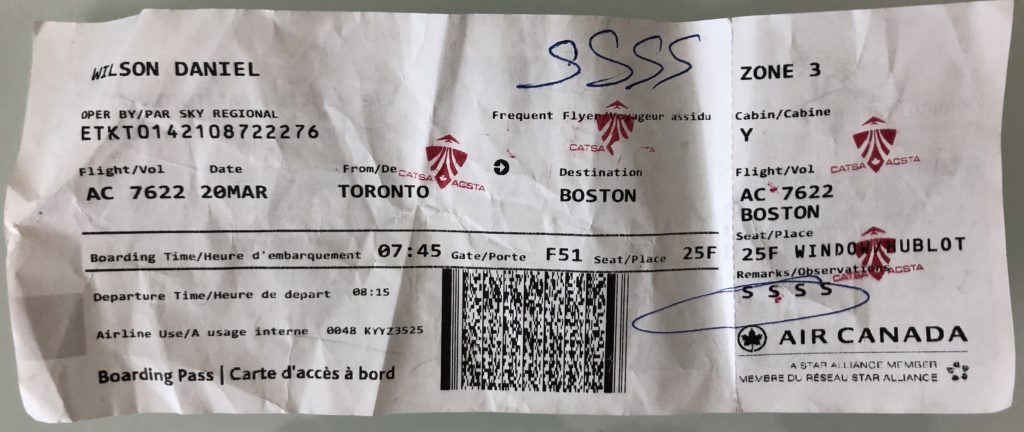 WILSON DANIEL
SSSS
OPER BY/PAR SKY REGIONAL
Frequent Flyer/Voyageur assidu
ETKT0142108722276
CATSA ACSTA
Flight/Vol Date From/De Destination
AC 7622 20MAR TORONTO BOSTON
CATSA ACSTA
Boarding Time/Heure d'embarquement 07:45 Gate/Porte F51 Seat/Place 25F
Departure Time/Heure de depart 08:15
Airline Use/A usage interne 0048 KYYZ3525
Boarding Pass | Carte d'accès à bord
ZONE 3
Cabin/Cabine
Y
CATSA ACSTA
Flight/Vol
AC 7622
BOSTON
Seat/Place
25F WINDOW/HUBLOT
Remarks/Observations
CATSA ACSTA
S S S S
AIR CANADA
A STAR ALLIANCE MEMBER
MEMBRE DU RÉSEAU STAR ALLIANCE